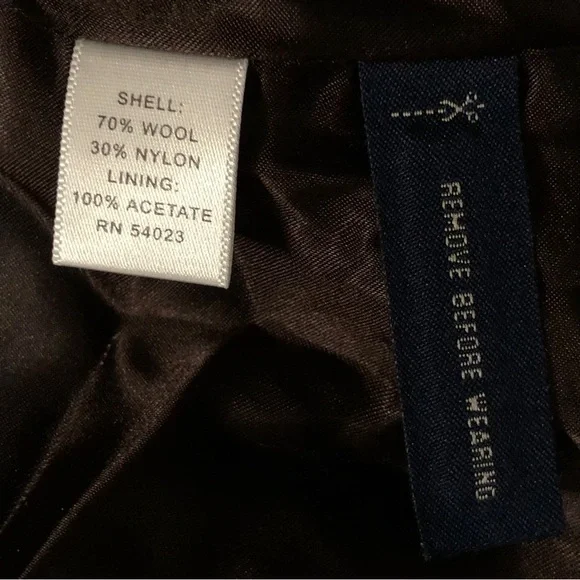 SHELL:
70% WOOL
30% NYLON
LINING:
100% ACETATE
RN 54023
REMOVE BEFORE WEARING